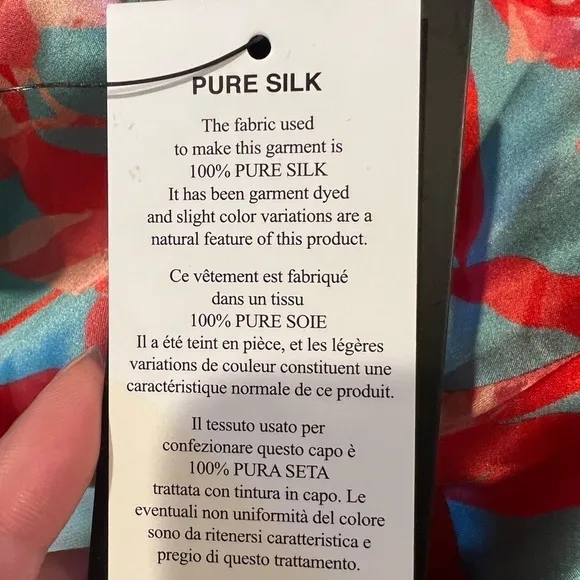 PURE SILK
The fabric used
to make this garment is
100% PURE SILK
It has been garment dyed
and slight color variations are a
natural feature of this product.
Ce vêtement est fabriqué
dans un tissu
100% PURE SOIE
Il a été teint en pièce, et les légères
variations de couleur constituent une
caractéristique normale de ce produit.
Il tessuto usato per
confezionare questo capo è
100% PURA SETA
trattata con tintura in capo. Le
eventuali non uniformità del colore
sono da ritenersi caratteristica e
pregio di questo trattamento.